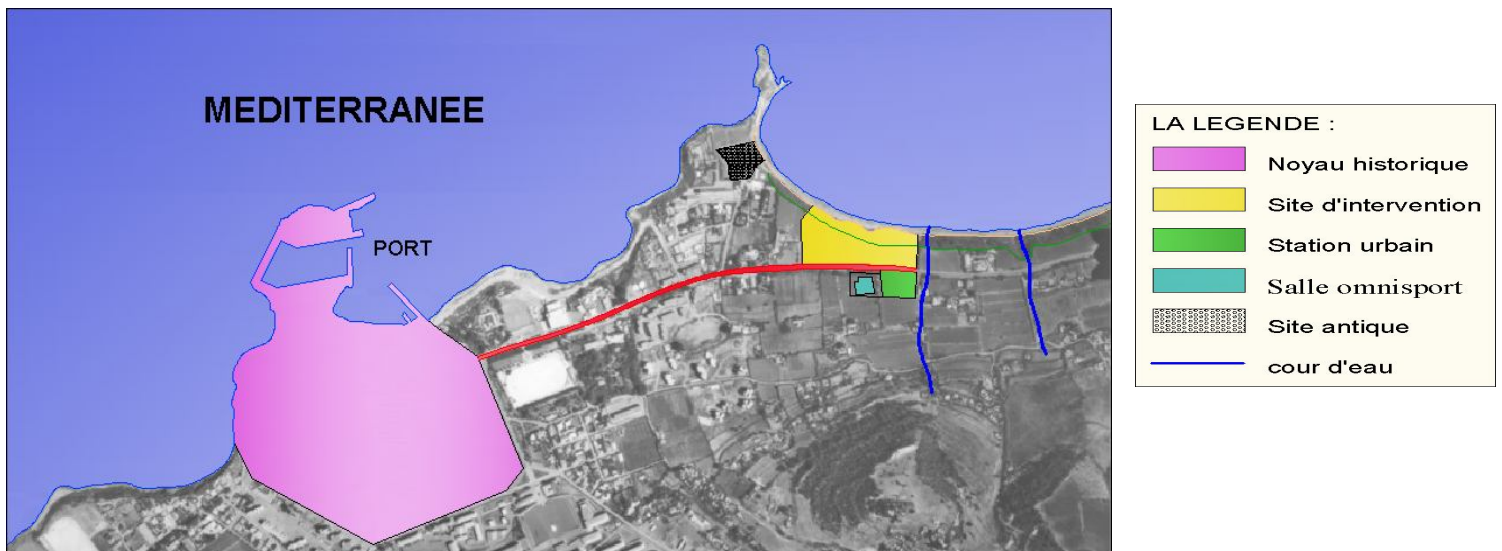 MEDITERRANEE
PORT
LA LEGENDE :
Noyau historique
Site d'intervention
Station urbain
Salle omnisport
Site antique
cour d'eau